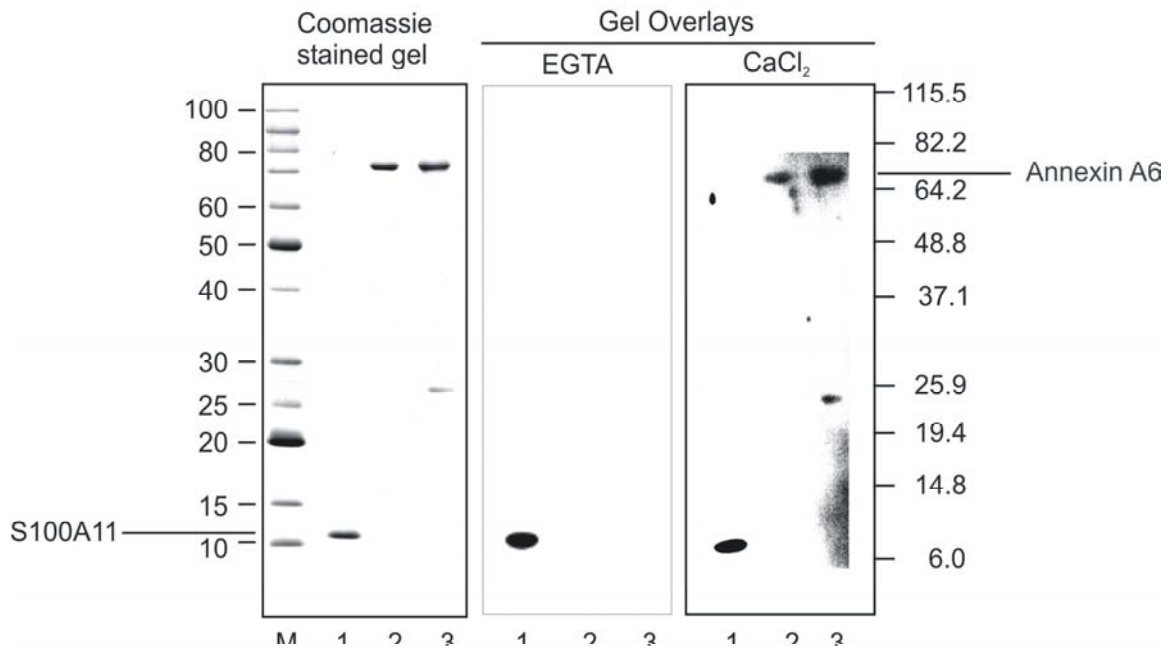 Coomassie
stained gel
Gel Overlays
EGTA
CaCl₂
100
80
60
50
40
30
25
20
15
10
S100A11
115.5
82.2
64.2
48.8
37.1
25.9
19.4
14.8
6.0
Annexin A6
M 1 2 3
1 2 3
1 2 3